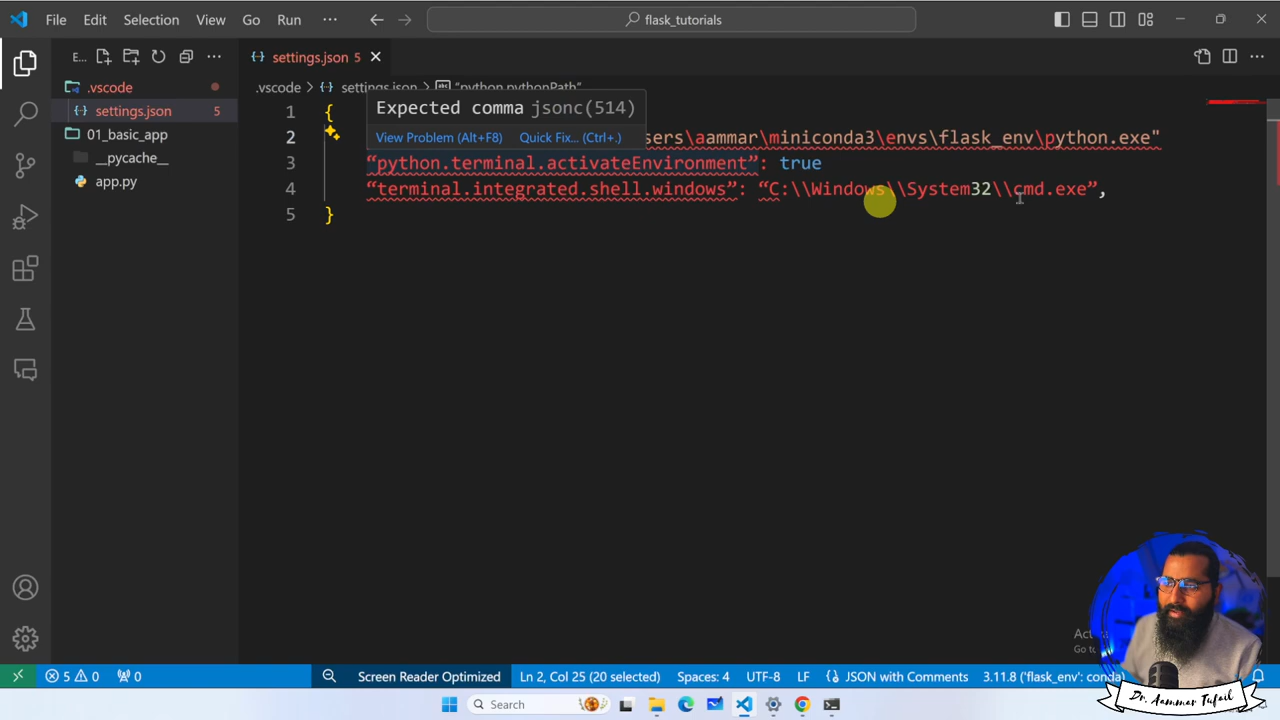 File Edit Selection View Go Run ··· flask_tutorials
E... ···
settings.json 5
.vscode
settings.json 5
01_basic_app
__pycache__
app.py
.vscode > settings.json > "python.pythonPath"
Expected comma jsonc(514)
View Problem (Alt+F8) Quick Fix... (Ctrl+.)
1 {
2 sers\aammar\miniconda3\envs\flask_env\python.exe"
3 “python.terminal.activateEnvironment”: true
4 “terminal.integrated.shell.windows”: “C:\\Windows\\System32\\cmd.exe”,
5 }
Go to
Dr. Aammar Tufail
5 0 0 Screen Reader Optimized Ln 2, Col 25 (20 selected) Spaces: 4 UTF-8 LF JSON with Comments 3.11.8 ('flask_env': conda)
Search